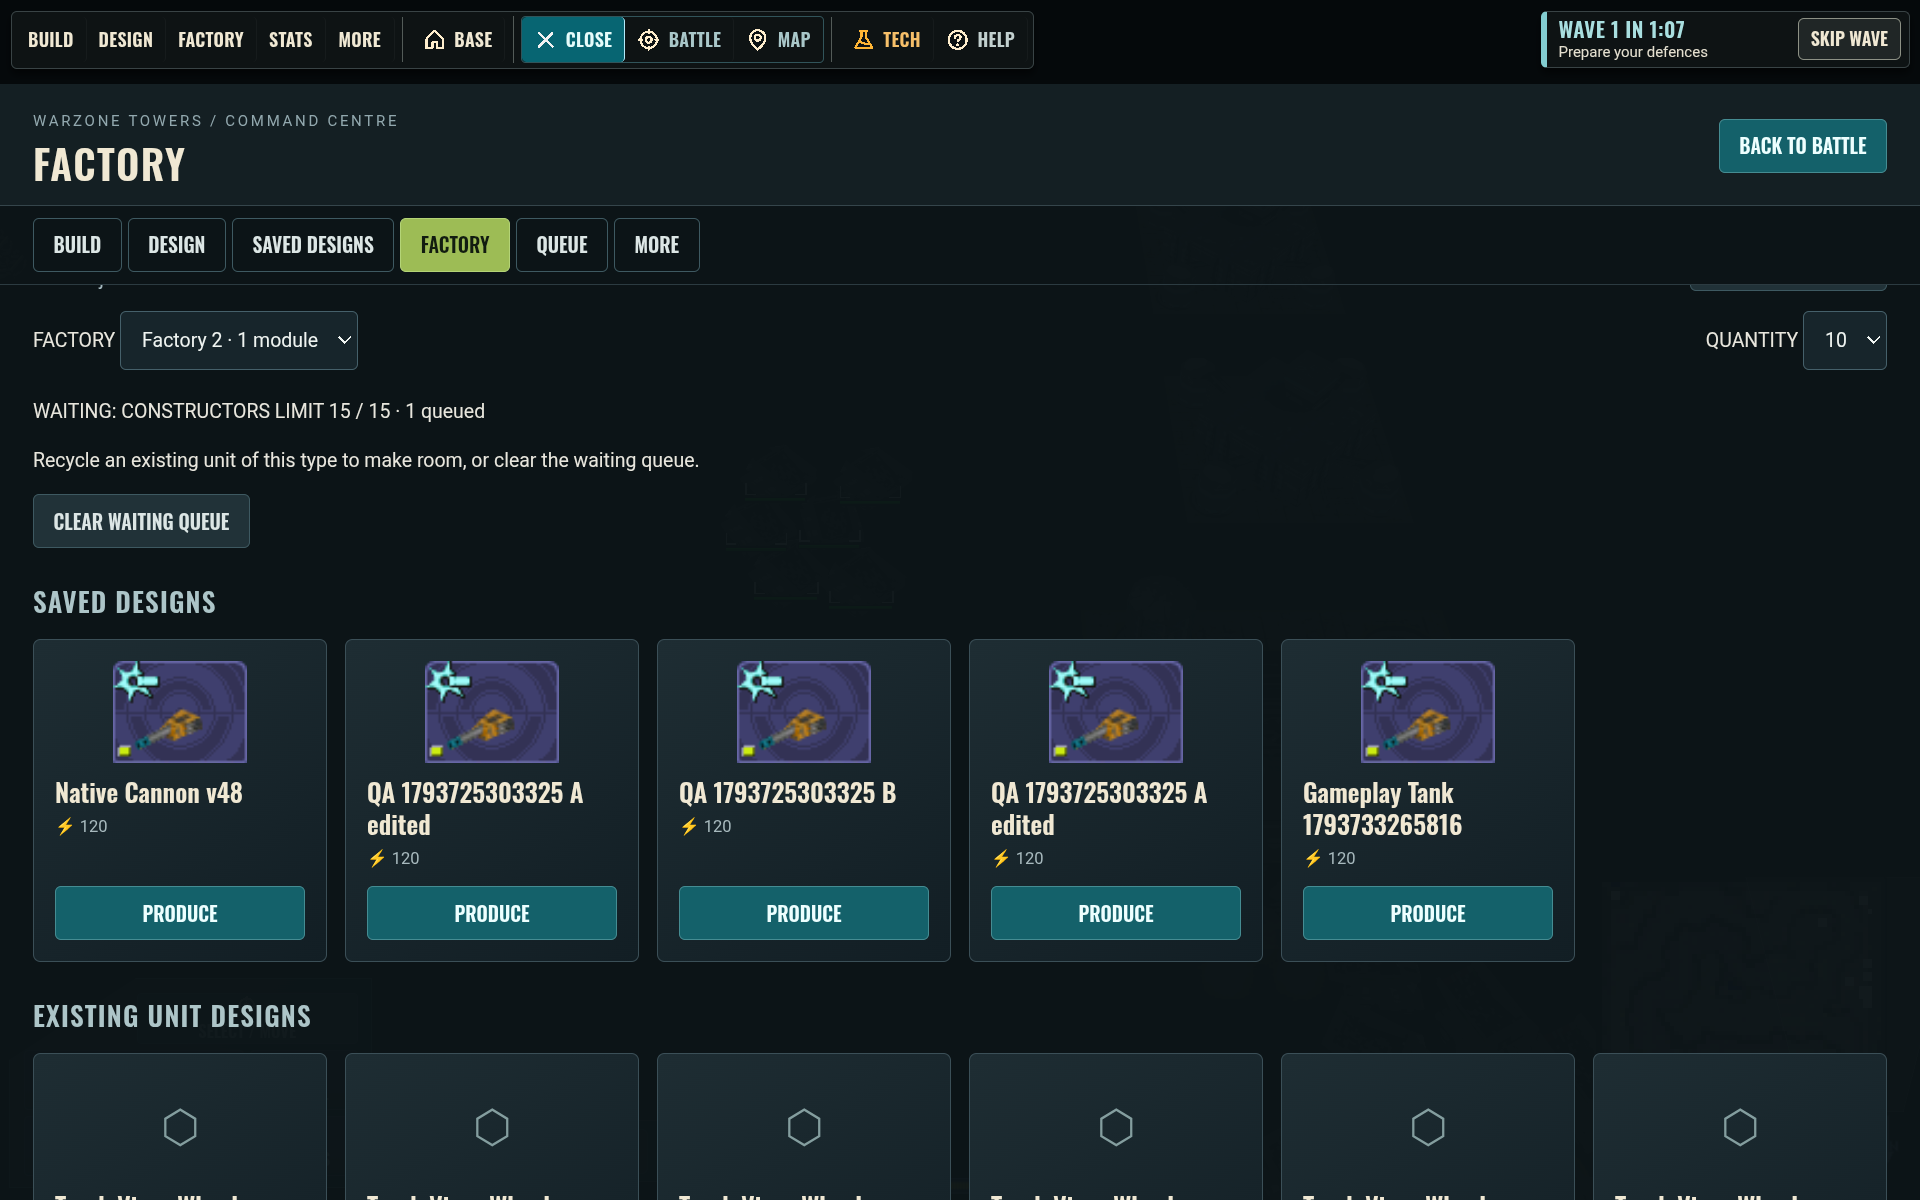 BUILD DESIGN FACTORY STATS MORE BASE CLOSE BATTLE MAP TECH HELP
WAVE 1 IN 1:07
Prepare your defences
SKIP WAVE
WARZONE TOWERS / COMMAND CENTRE
FACTORY
BACK TO BATTLE
BUILD DESIGN SAVED DESIGNS FACTORY QUEUE MORE
FACTORY Factory 2 · 1 module QUANTITY 10
WAITING: CONSTRUCTORS LIMIT 15 / 15 · 1 queued
Recycle an existing unit of this type to make room, or clear the waiting queue.
CLEAR WAITING QUEUE
SAVED DESIGNS
Native Cannon v48
⚡ 120
PRODUCE
QA 1793725303325 A
edited
⚡ 120
PRODUCE
QA 1793725303325 B
⚡ 120
PRODUCE
QA 1793725303325 A
edited
⚡ 120
PRODUCE
Gameplay Tank
1793733265816
⚡ 120
PRODUCE
EXISTING UNIT DESIGNS